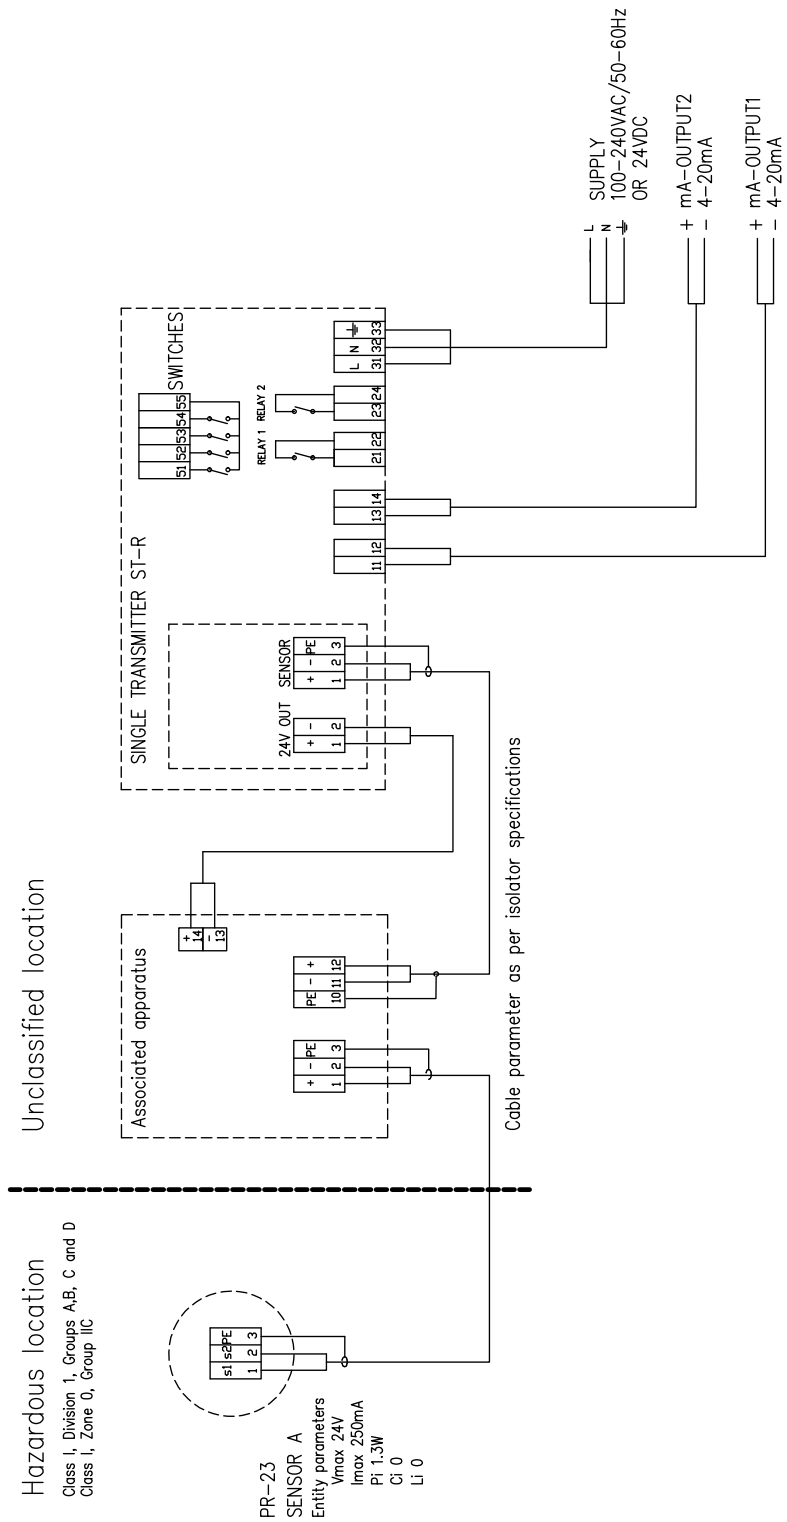 Hazardous location
Class I, Division 1, Groups A,B, C and D
Class I, Zone 0, Group IIC
s1 s2 PE
1 2 3
PR-23
SENSOR A
Entity parameters
Vmax 24V
Imax 250mA
Pi 1.3W
Ci 0
Li 0
Unclassified location
Associated apparatus
+ -
14 13
+ - PE
1 2 3
PE - +
10 11 12
Cable parameter as per isolator specifications
SINGLE TRANSMITTER ST-R
24V OUT
+ -
1 2
SENSOR
+ - PE
1 2 3
SWITCHES
51 52 53 54 55
RELAY 1 RELAY 2
11 12
13 14
21 22
23 24
L N ⏚
31 32 33
L
N
⏚
SUPPLY
100-240VAC/50-60Hz
OR 24VDC
+ mA-OUTPUT2
- 4-20mA
+ mA-OUTPUT1
- 4-20mA